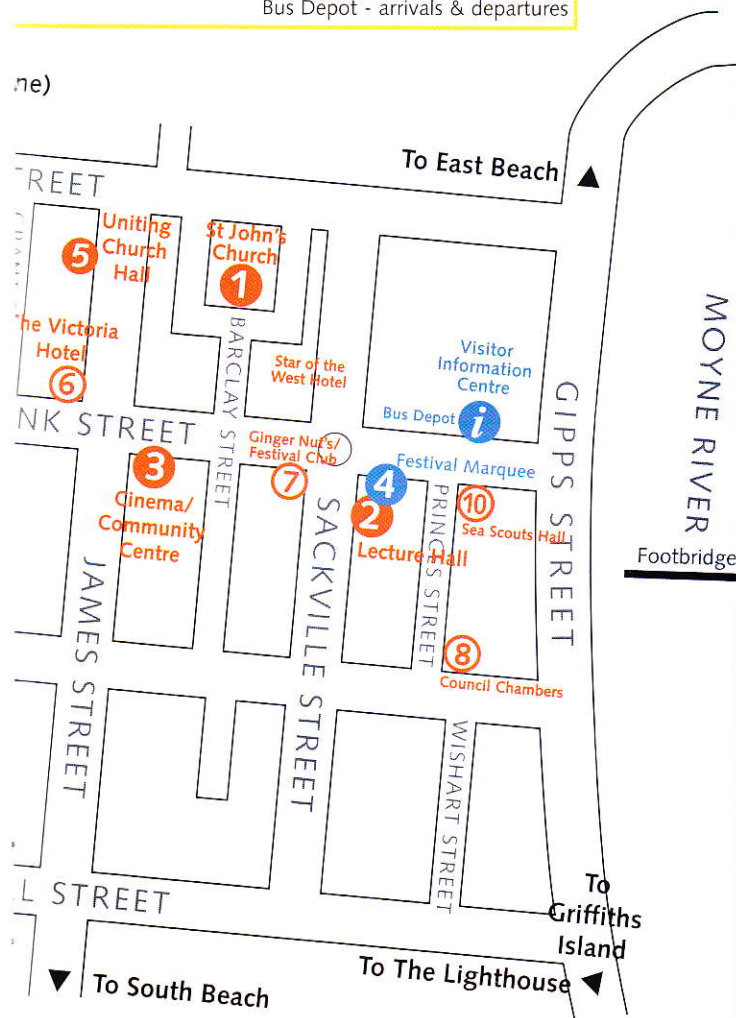 Bus Depot - arrivals & departures
ne)
To East Beach
TREET
Uniting
Church
Hall
5
St John's
Church
1
The Victoria
Hotel
6
BARCLAY STREET
Star of the
West Hotel
Visitor
Information
Centre
Bus Depot
i
GIPPS STREET
MOYNE RIVER
NK STREET
Ginger Nut's/
Festival Club
7
Festival Marquee
3
Cinema/
Community
Centre
4
2
Lecture Hall
10
Sea Scouts Hall
PRINCES STREET
Footbridge
JAMES STREET
SACKVILLE STREET
8
Council Chambers
WISHART STREET
L STREET
To
Griffiths
Island
To The Lighthouse
To South Beach